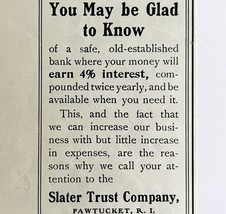 You May be Glad
to Know
of a safe, old-established
bank where your money will
earn 4% interest, com-
pounded twice yearly, and be
available when you need it.
This, and the fact that
we can increase our busi-
ness with but little increase
in expenses, are the rea-
sons why we call your at-
tention to the
Slater Trust Company,
PAWTUCKET, R. I.